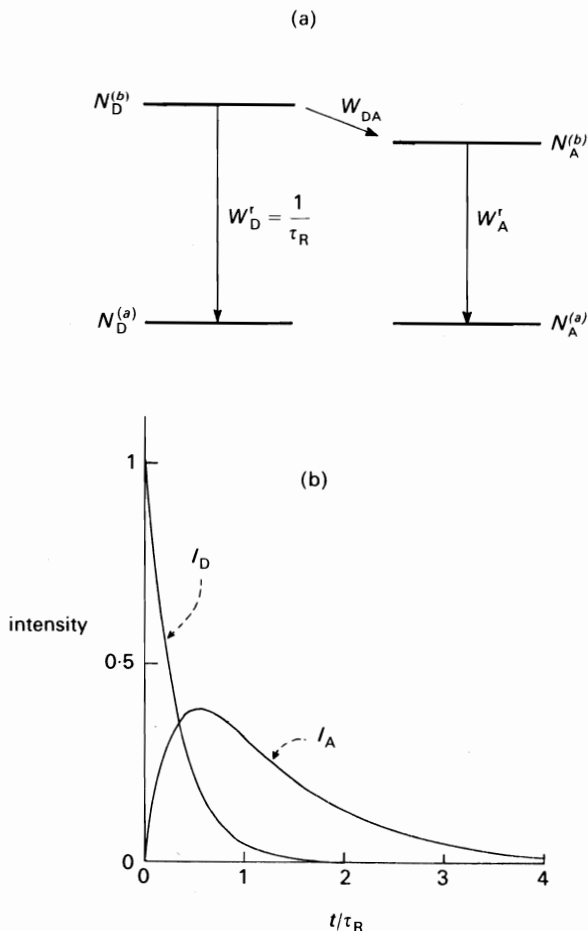 (a)
N_D^(b)
W_DA
N_A^(b)
W_D^r = 1/τ_R
W_A^r
N_D^(a)
N_A^(a)
(b)
1
I_D
intensity
0·5
I_A
0
0 1 2 3 4
t/τ_R